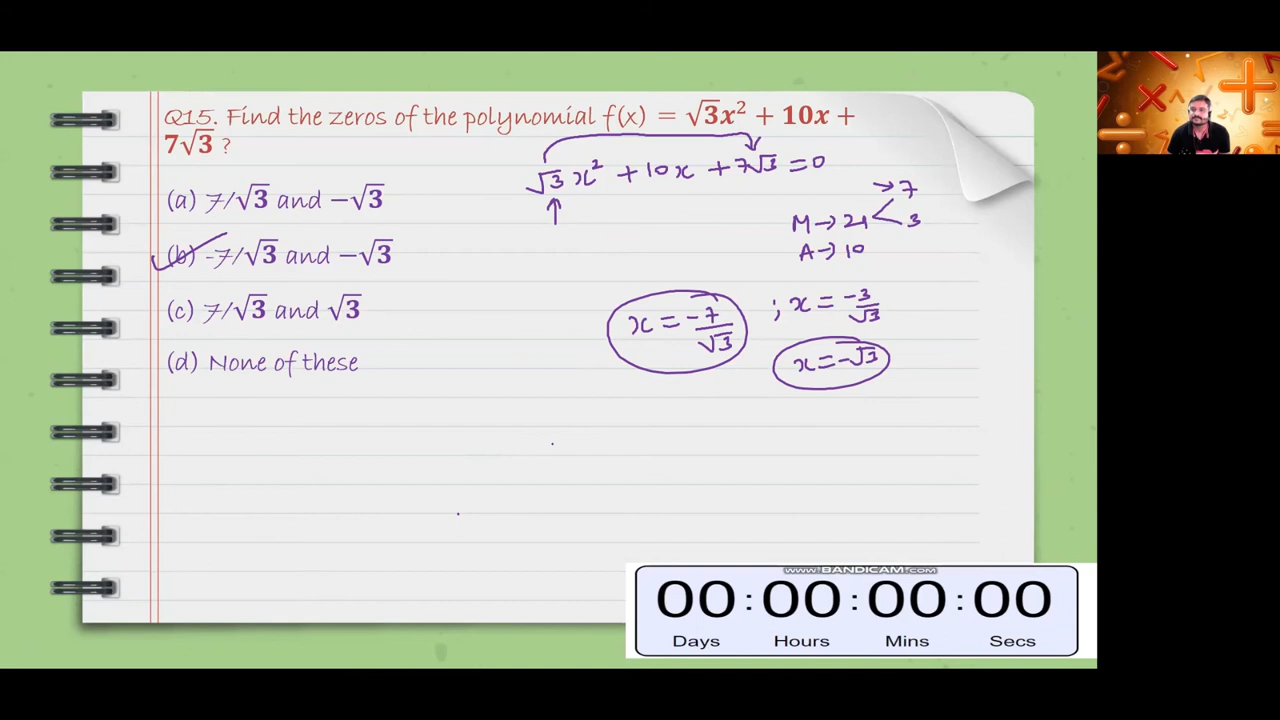 Q15. Find the zeros of the polynomial f(x) = √3x² + 10x +
7√3 ?
√3 x² + 10x + 7√3 = 0
(a) 7/√3 and −√3
M → 21 → 7
3
A → 10
(b) -7/√3 and −√3
x = -7/√3 ; x = -3/√3
(c) 7/√3 and √3
x = -√3
(d) None of these
www.BANDICAM.com
00:00:00:00
Days Hours Mins Secs